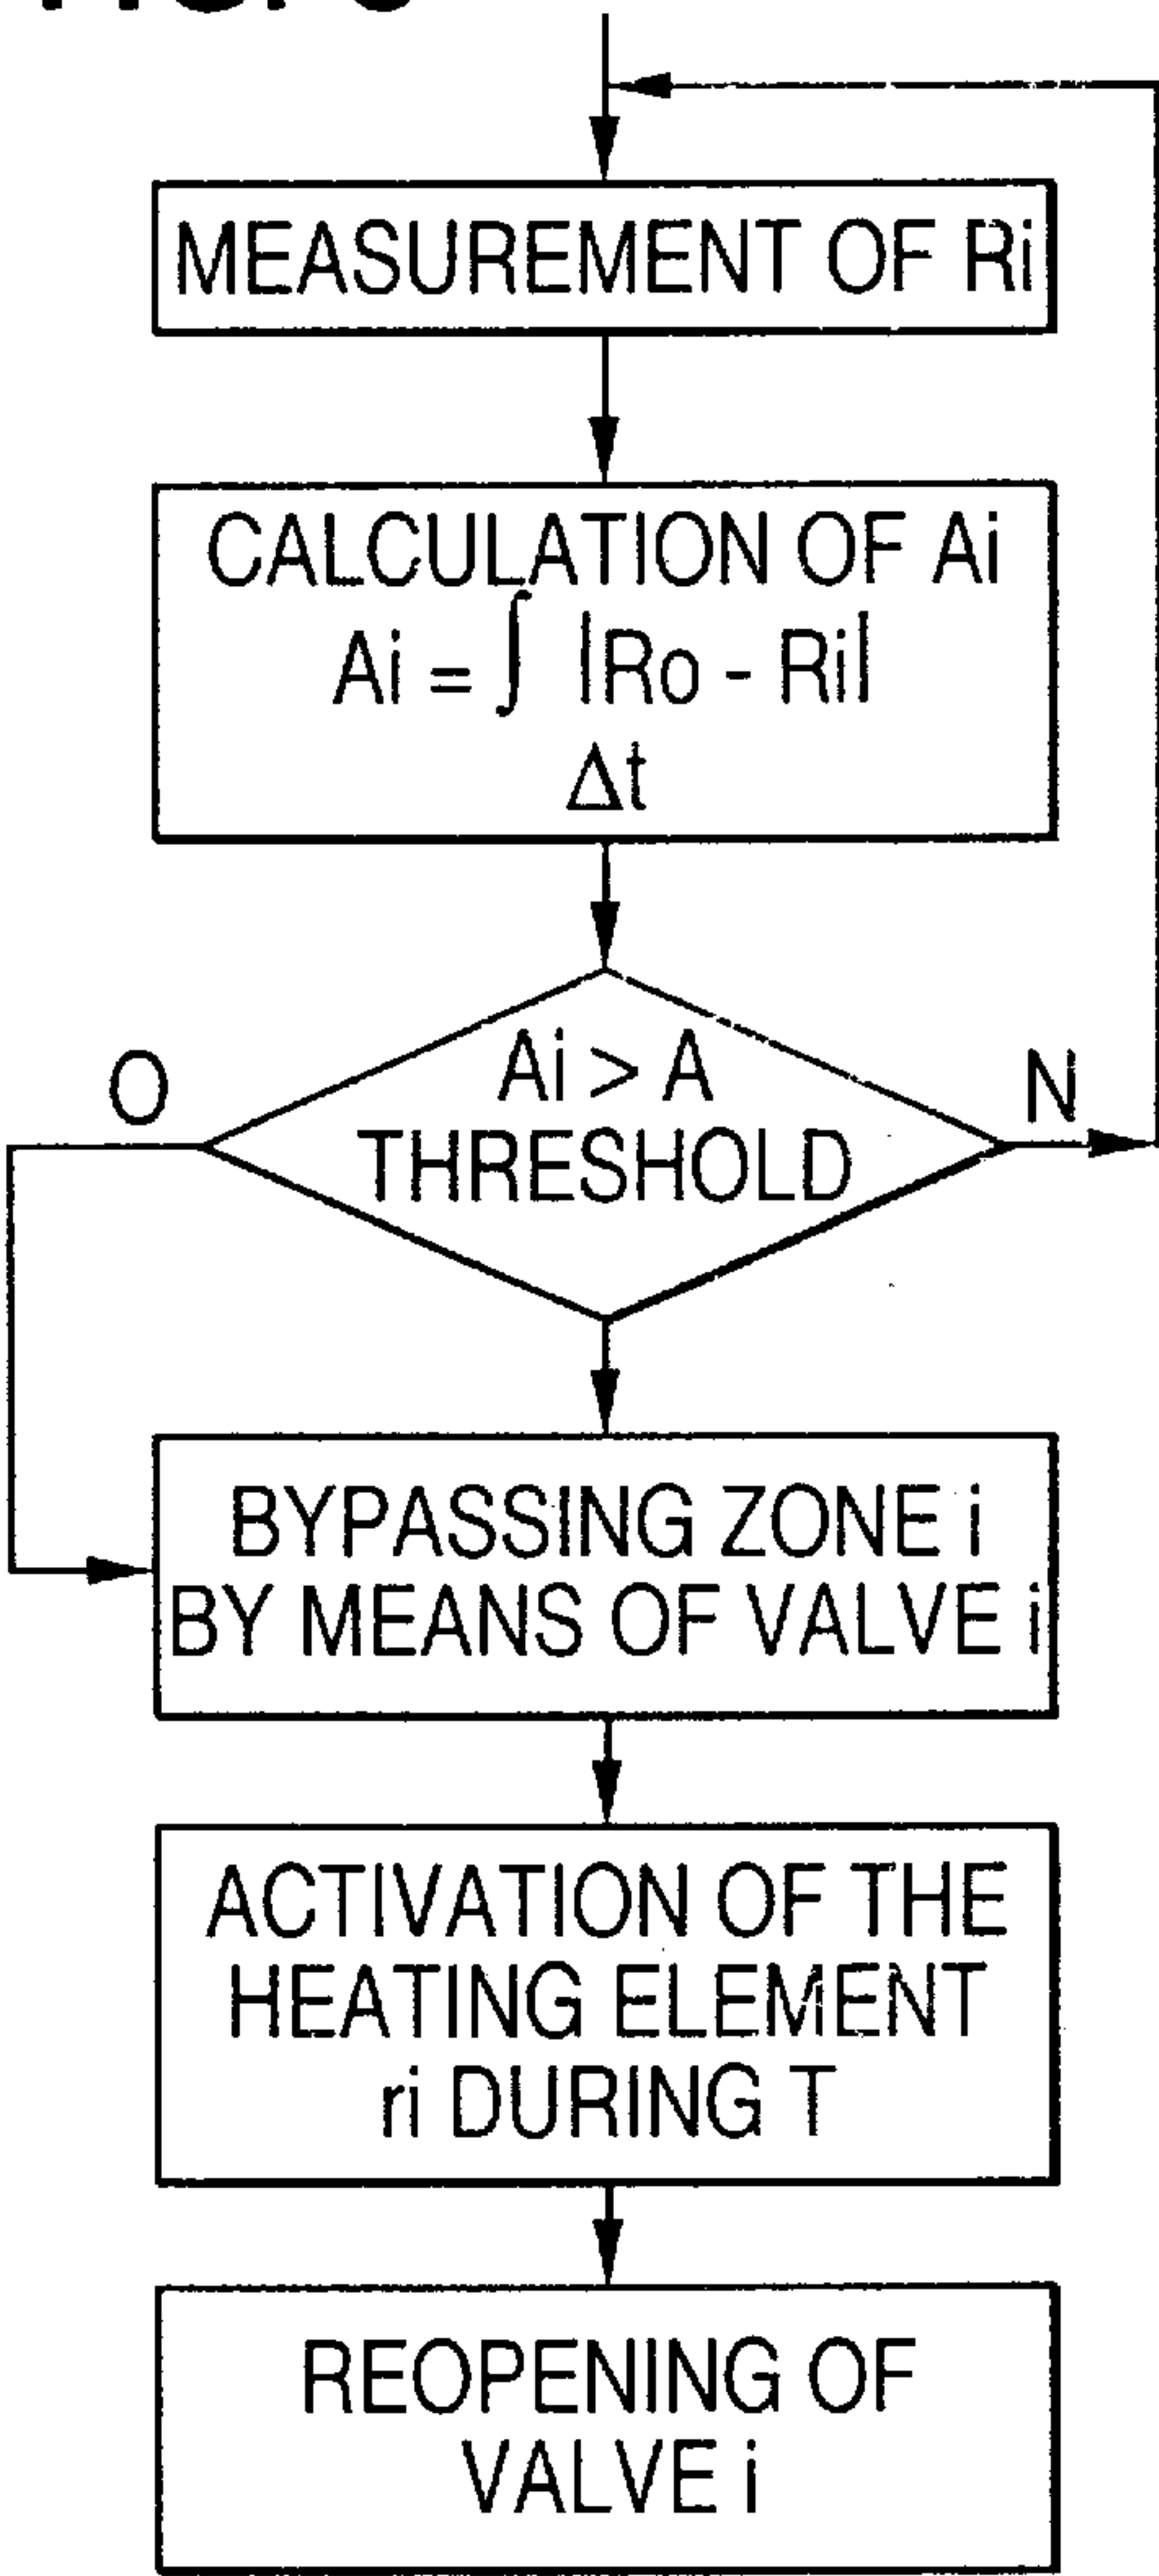 MEASUREMENT OF Ri
CALCULATION OF Ai
Ai = ∫ |Ro - Ri|
Δt
Ai > A
THRESHOLD
O
N
BYPASSING ZONE i
BY MEANS OF VALVE i
ACTIVATION OF THE
HEATING ELEMENT
ri DURING T
REOPENING OF
VALVE i